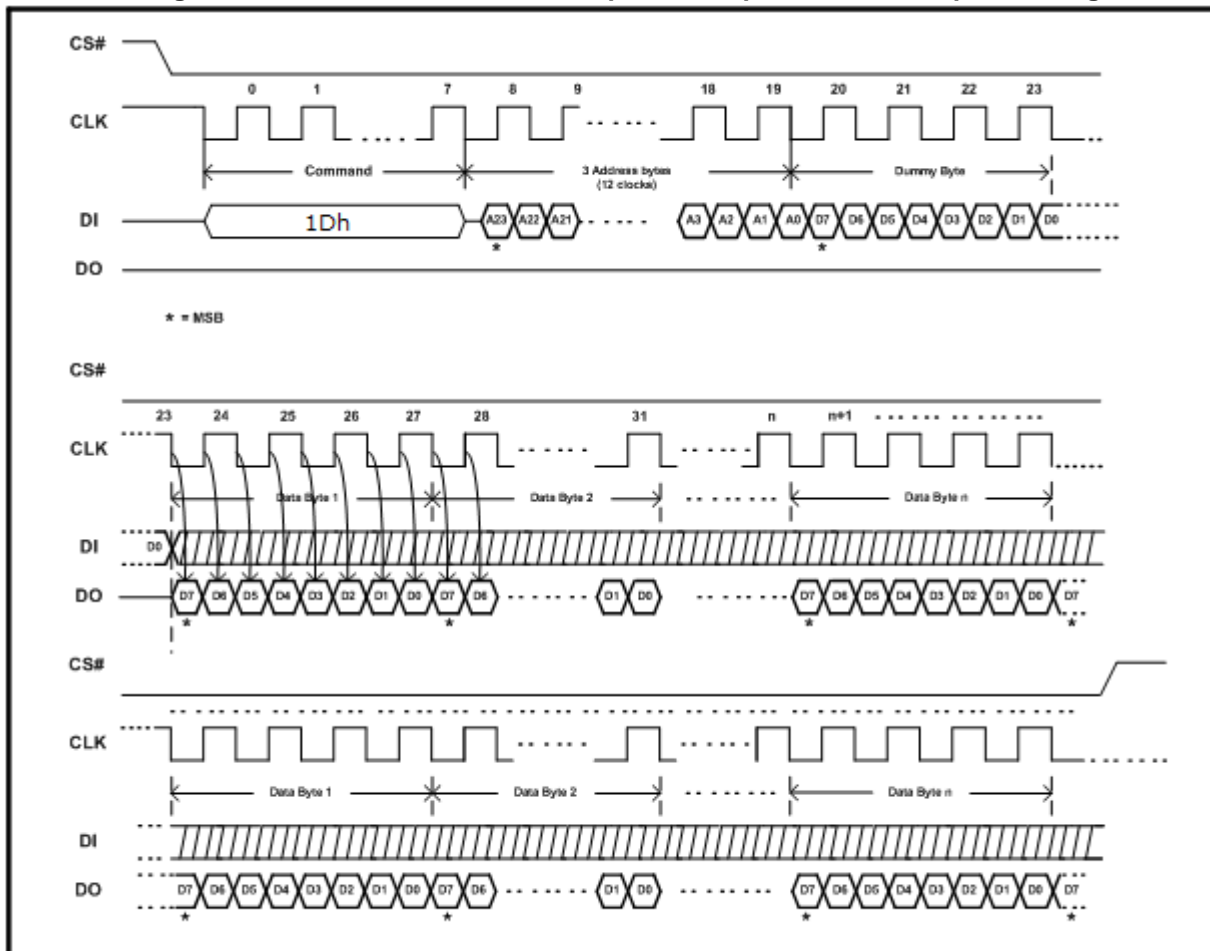 CS#
0 1 7 8 9 18 19 20 21 22 23
CLK
Command 3 Address bytes Dummy Byte
(12 clocks)
DI 1Dh A23 A22 A21 A3 A2 A1 A0 D7 D6 D5 D4 D3 D2 D1 D0
* *
DO
* = MSB
CS#
23 24 25 26 27 28 31 n n+1
CLK
Data Byte 1 Data Byte 2 Data Byte n
DI D0
DO D7 D6 D5 D4 D3 D2 D1 D0 D7 D6 D1 D0 D7 D6 D5 D4 D3 D2 D1 D0 D7
* * * *
CS#
CLK
Data Byte 1 Data Byte 2 Data Byte n
DI
DO D7 D6 D5 D4 D3 D2 D1 D0 D7 D6 D1 D0 D7 D6 D5 D4 D3 D2 D1 D0 D7
* * * *